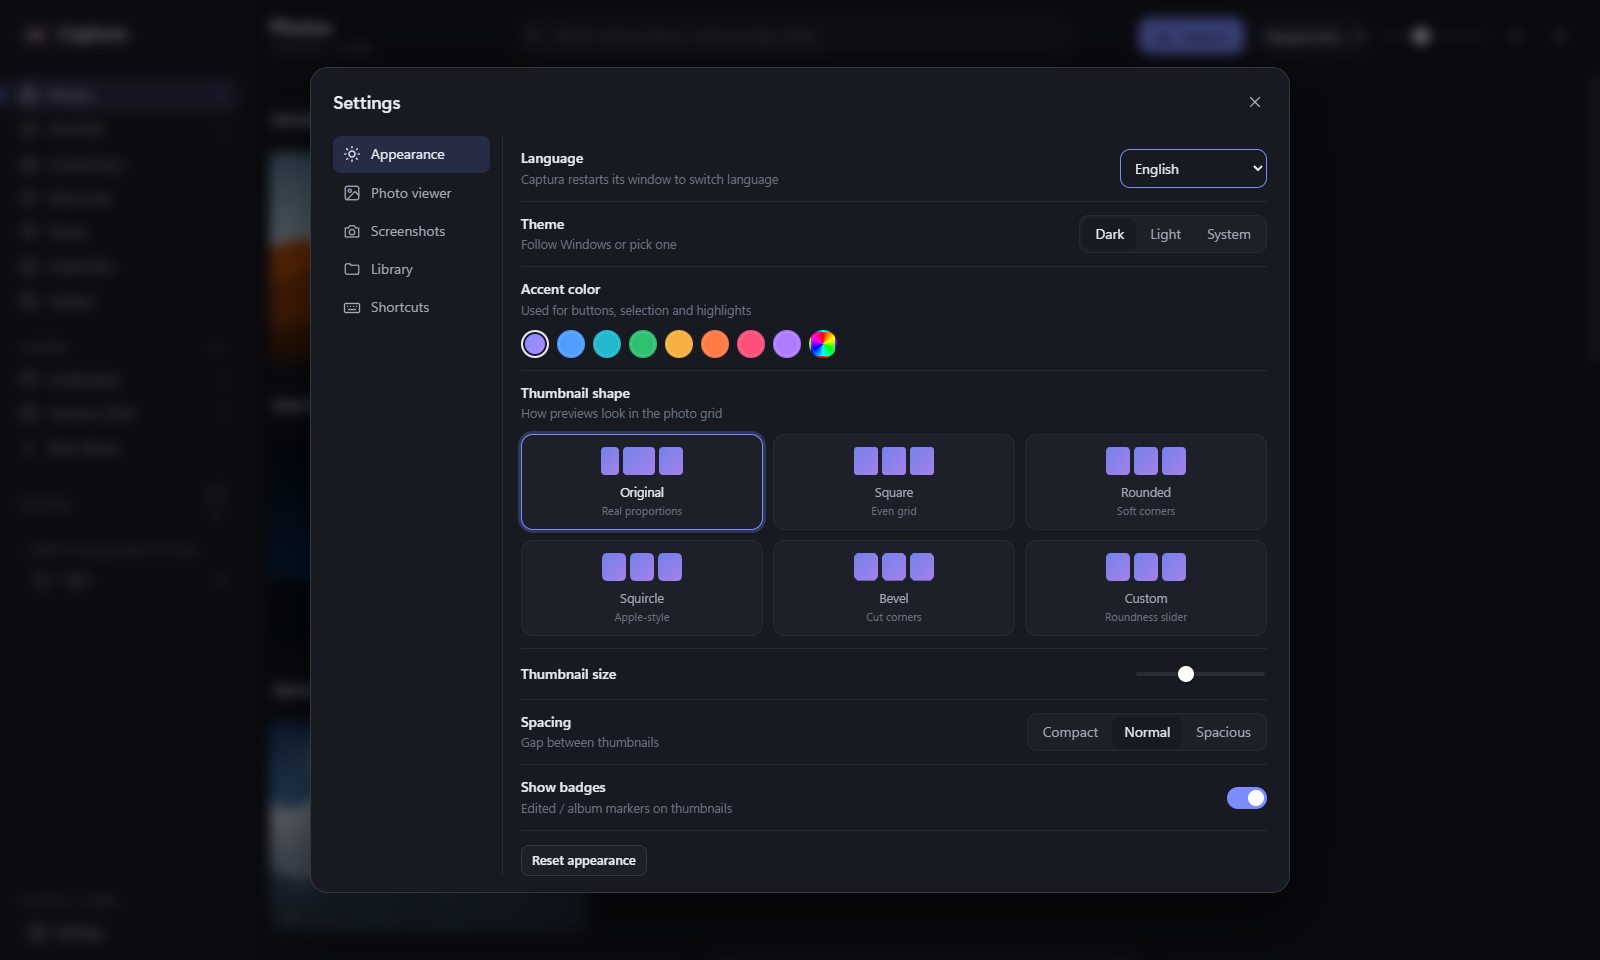 Settings
Appearance
Photo viewer
Screenshots
Library
Shortcuts
Language
Captura restarts its window to switch language
English
Theme
Follow Windows or pick one
Dark
Light
System
Accent color
Used for buttons, selection and highlights
Thumbnail shape
How previews look in the photo grid
Original
Real proportions
Square
Even grid
Rounded
Soft corners
Squircle
Apple-style
Bevel
Cut corners
Custom
Roundness slider
Thumbnail size
Spacing
Gap between thumbnails
Compact
Normal
Spacious
Show badges
Edited / album markers on thumbnails
Reset appearance